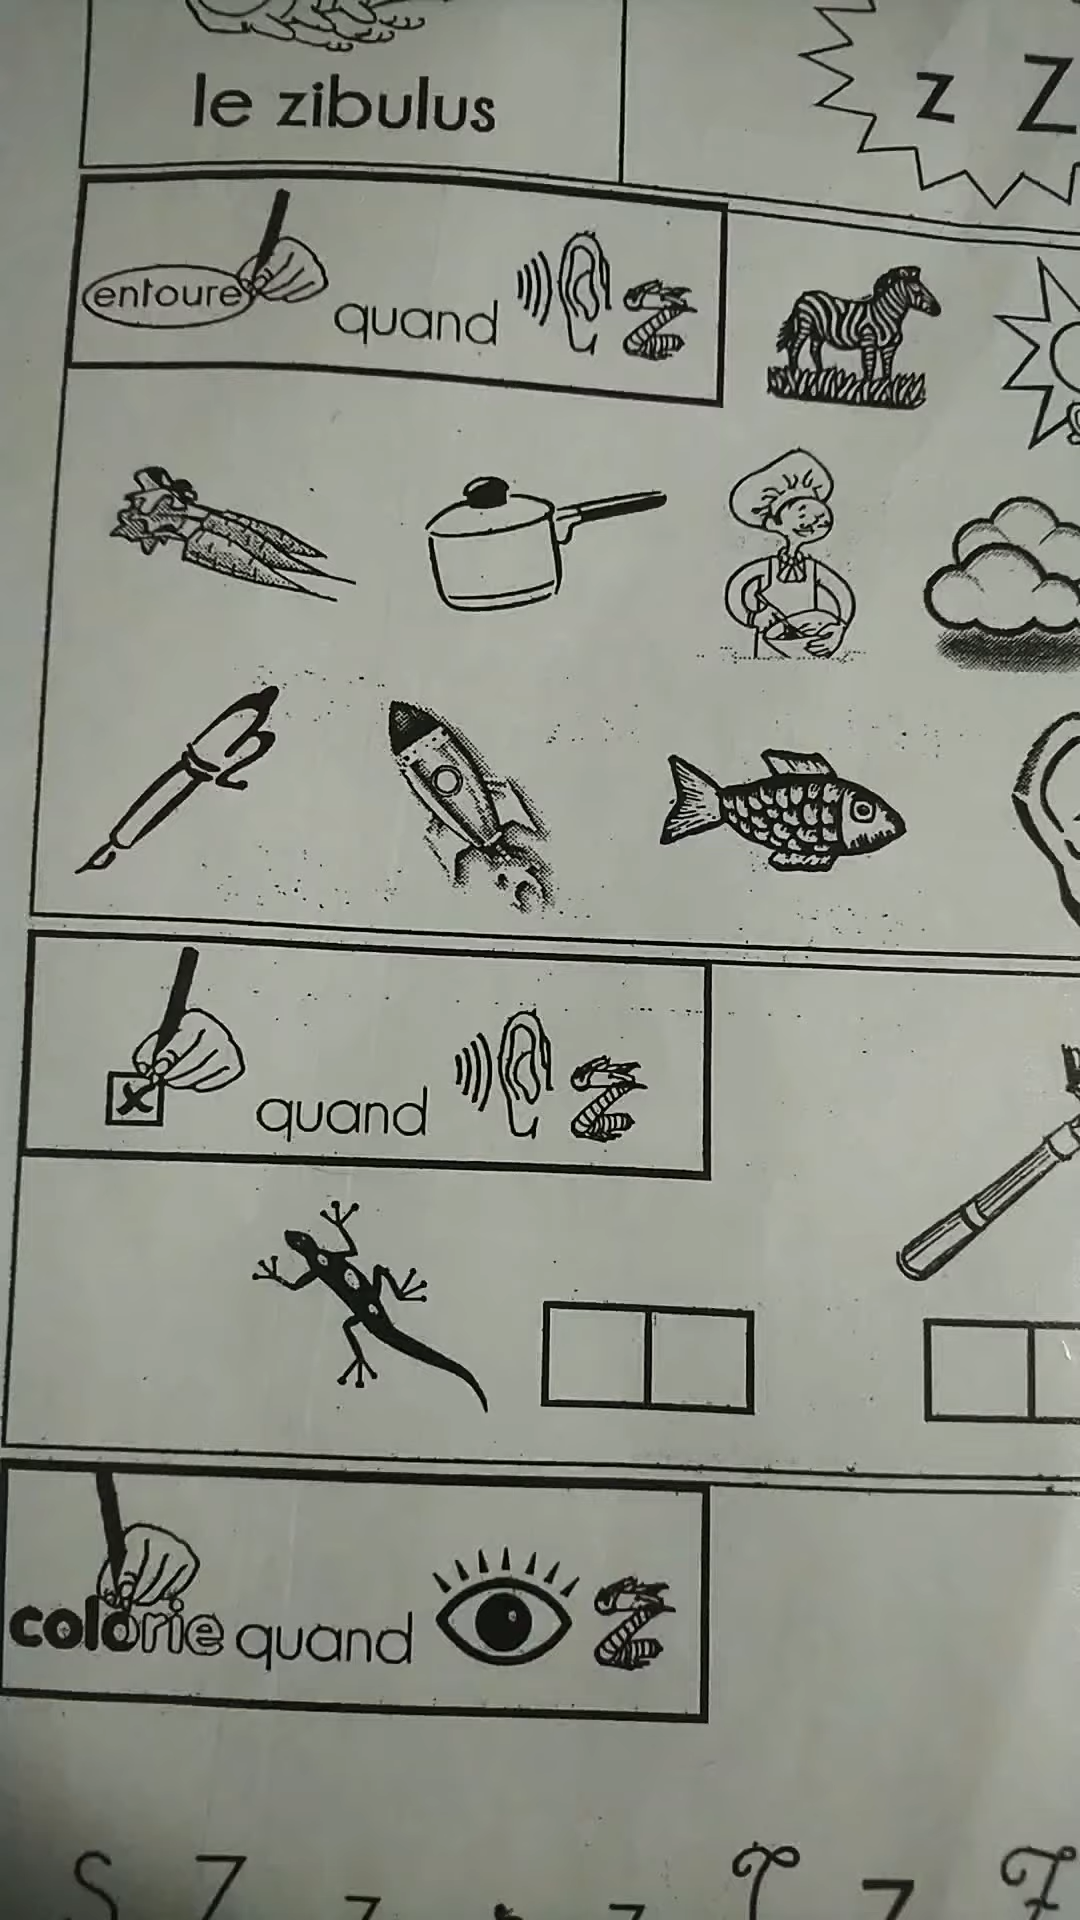 le zibulus
z Z
entoure quand z
x quand z
colorie quand z
S Z z z T Z